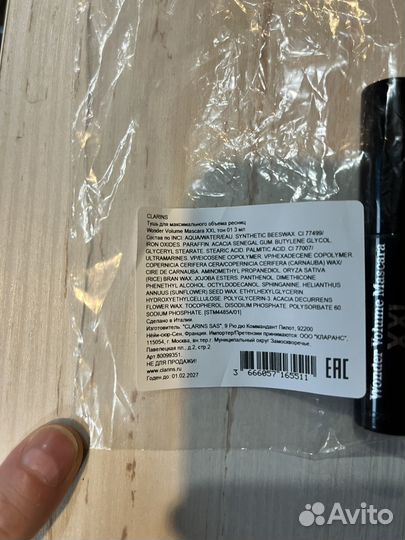 CLARINS
Тушь для максимального объема ресниц
Wonder Volume Mascara XXL, тон 01 3 мл
Состав по INCI: AQUA/WATER/EAU. SYNTHETIC BEESWAX. CI 77499/
IRON OXIDES. PARAFFIN. ACACIA SENEGAL GUM. BUTYLENE GLYCOL.
GLYCERYL STEARATE. STEARIC ACID. PALMITIC ACID. CI 77007/
ULTRAMARINES. VP/EICOSENE COPOLYMER. VP/HEXADECENE COPOLYMER.
COPERNICIA CERIFERA CERA/COPERNICIA CERIFERA (CARNAUBA) WAX/
CIRE DE CARNAUBA. AMINOMETHYL PROPANEDIOL. ORYZA SATIVA
(RICE) BRAN WAX. JOJOBA ESTERS. PANTHENOL. DIMETHICONE.
PHENETHYL ALCOHOL. OCTYLDODECANOL. SPHINGANINE. HELIANTHUS
ANNUUS (SUNFLOWER) SEED WAX. ETHYLHEXYLGLYCERIN.
HYDROXYETHYLCELLULOSE. POLYGLYCERIN-3. ACACIA DECURRENS
FLOWER WAX. TOCOPHEROL. DISODIUM PHOSPHATE. POLYSORBATE 60.
SODIUM PHOSPHATE. [STM4485A/01]
Сделано в Италии
Изготовитель: "CLARINS SAS", 9 Рю дю Коммандант Пилот, 92200
Нёйи-сюр-Сен, Франция. Импортер/Претензии принимаются: ООО "КЛАРАНС",
115054, г. Москва, вн.тер.г. Муниципальный округ Замоскворечье,
Павелецкая пл., д.2, стр.2
Арт.80099351
НЕ ДЛЯ ПРОДАЖИ!
www.clarins.ru
Годен до: 01.02.2027
3 666057 165511
EAC
Wonder Volume Mascara
XXL
Avito